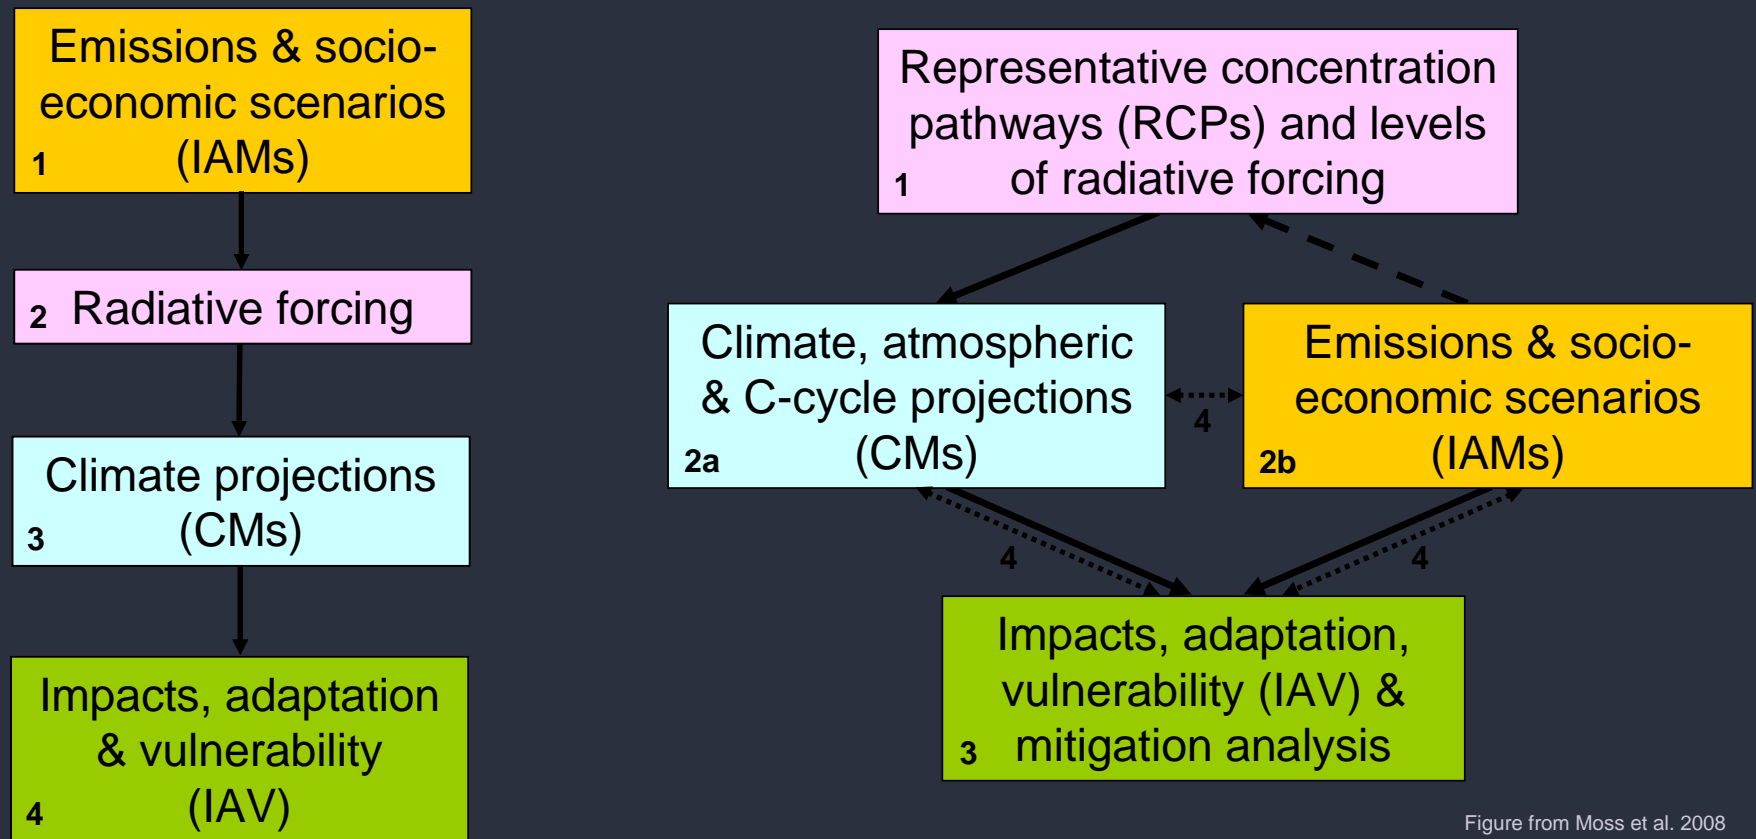 Emissions & socio-
economic scenarios
(IAMs)
1
2 Radiative forcing
Climate projections
(CMs)
3
Impacts, adaptation
& vulnerability
(IAV)
4
Representative concentration
pathways (RCPs) and levels
of radiative forcing
1
Climate, atmospheric
& C-cycle projections
(CMs)
2a
4
Emissions & socio-
economic scenarios
(IAMs)
2b
4
4
Impacts, adaptation,
vulnerability (IAV) &
mitigation analysis
3
Figure from Moss et al. 2008